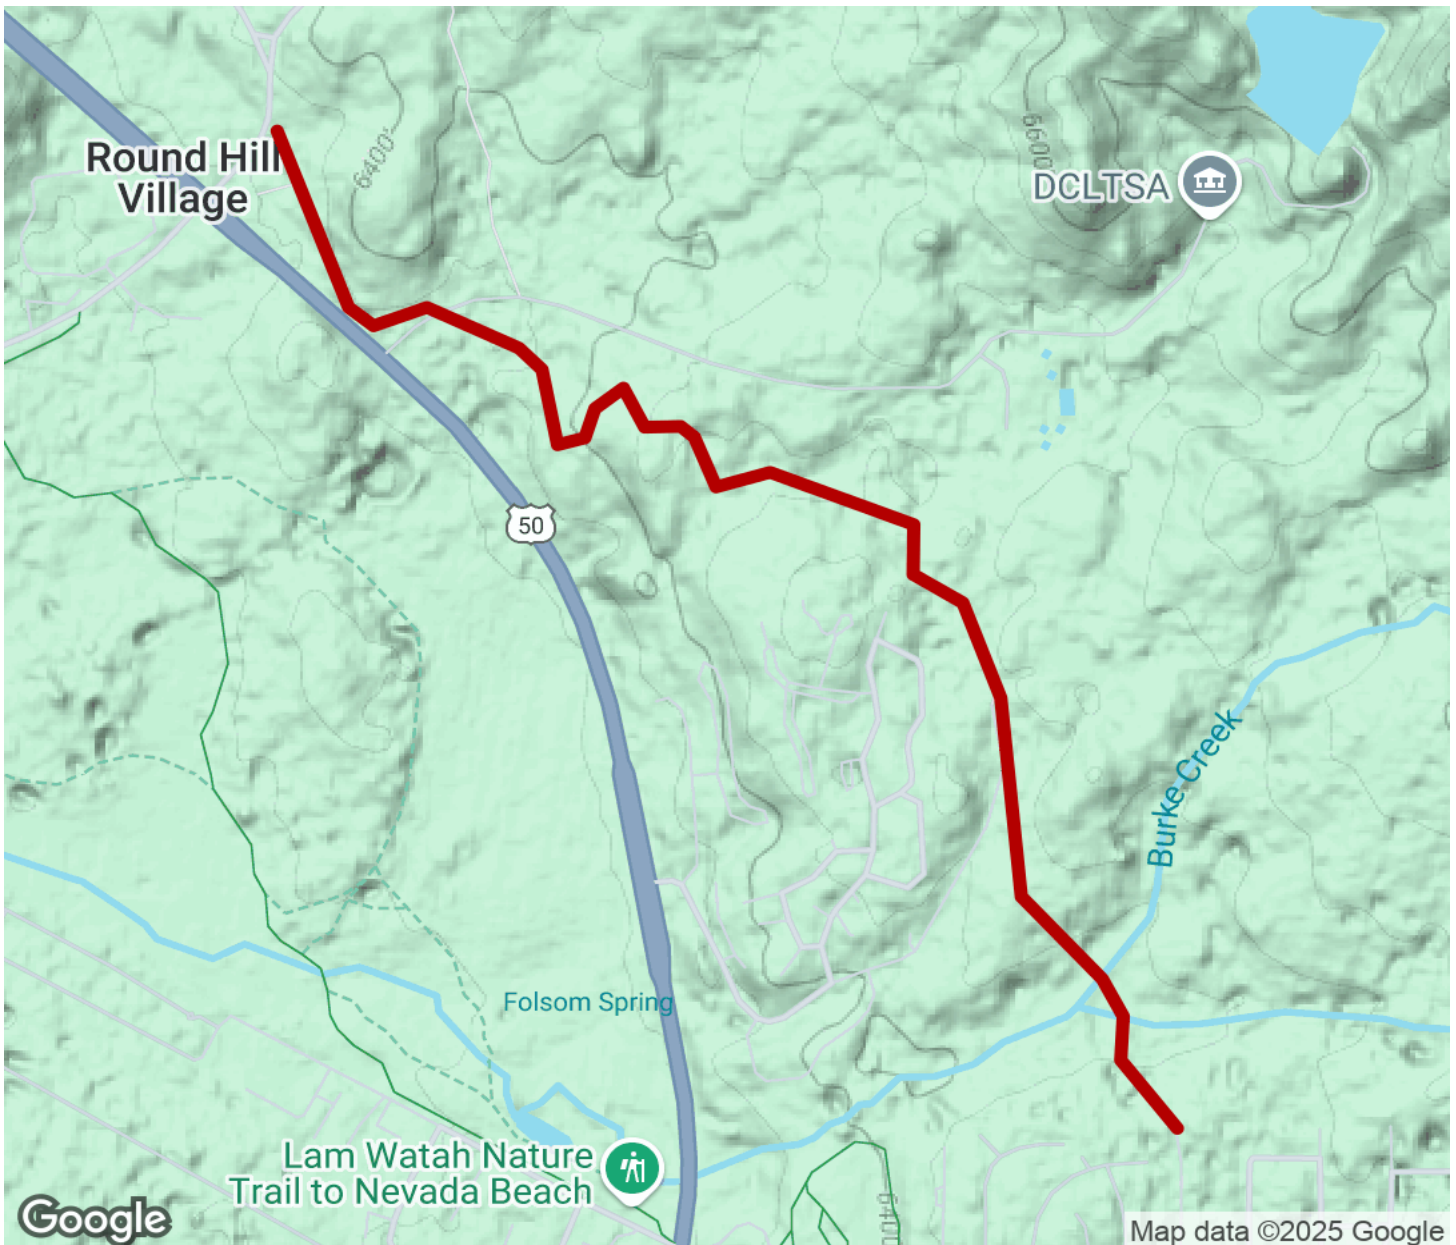 Round Hill
Village
6400'
6600
DCLTSA
50
Burke Creek
Folsom Spring
Lam Watah Nature
Trail to Nevada Beach
6400
Google
Map data ©2025 Google